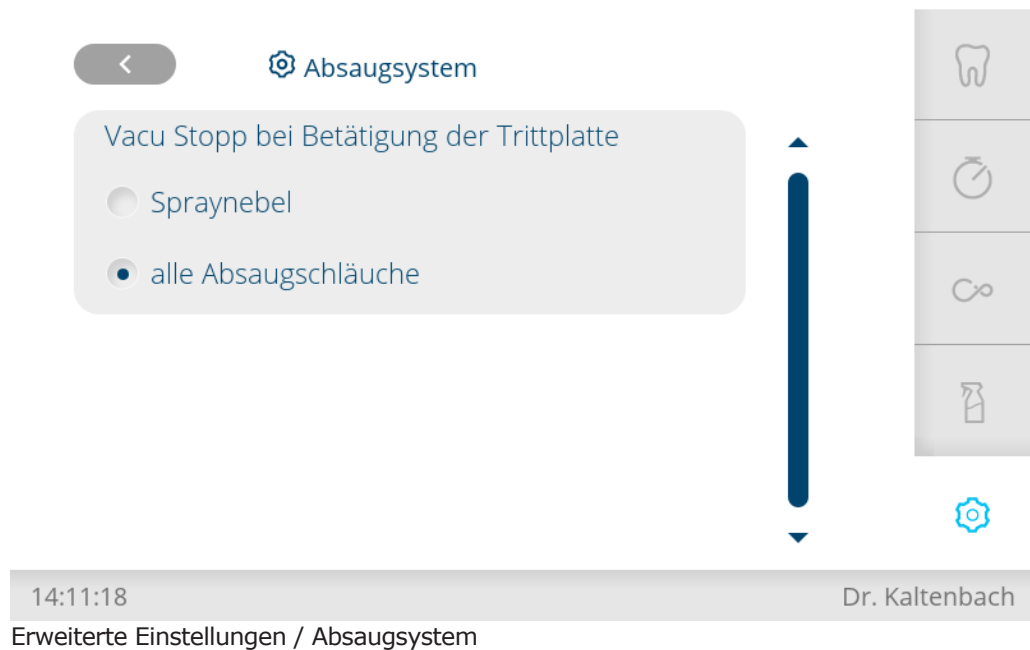 Absaugsystem
Vacu Stopp bei Betätigung der Trittplatte
Spraynebel
alle Absaugschläuche
14:11:18
Dr. Kaltenbach
Erweiterte Einstellungen / Absaugsystem